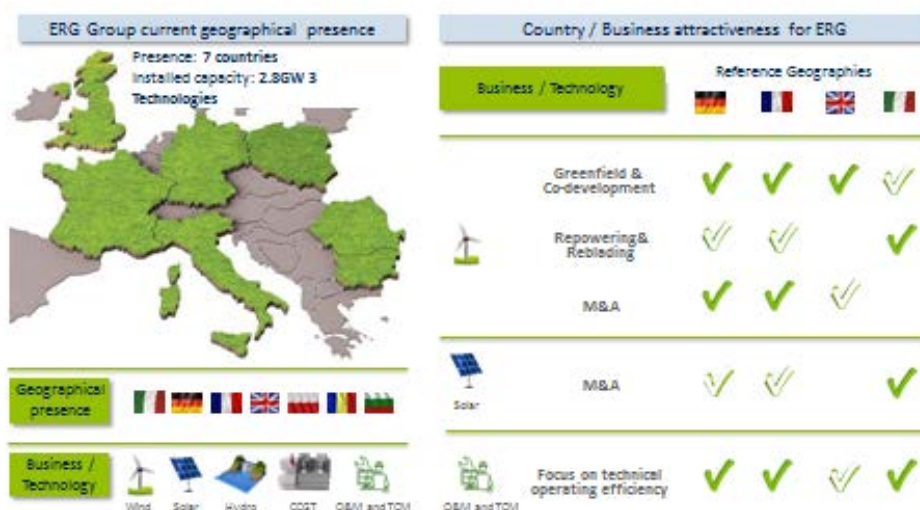 ERG Group current geographical presence
Presence: 7 countries
Installed capacity: 2.8GW 3
Technologies
Geographical
presence
Business /
Technology
Wind
Solar
Hydro
CCGT
O&M and TCM
Country / Business attractiveness for ERG
Business / Technology
Reference Geographies
Greenfield &
Co-development
Repowering&
Reblading
M&A
Solar
M&A
O&M and TCM
Focus on technical
operating efficiency